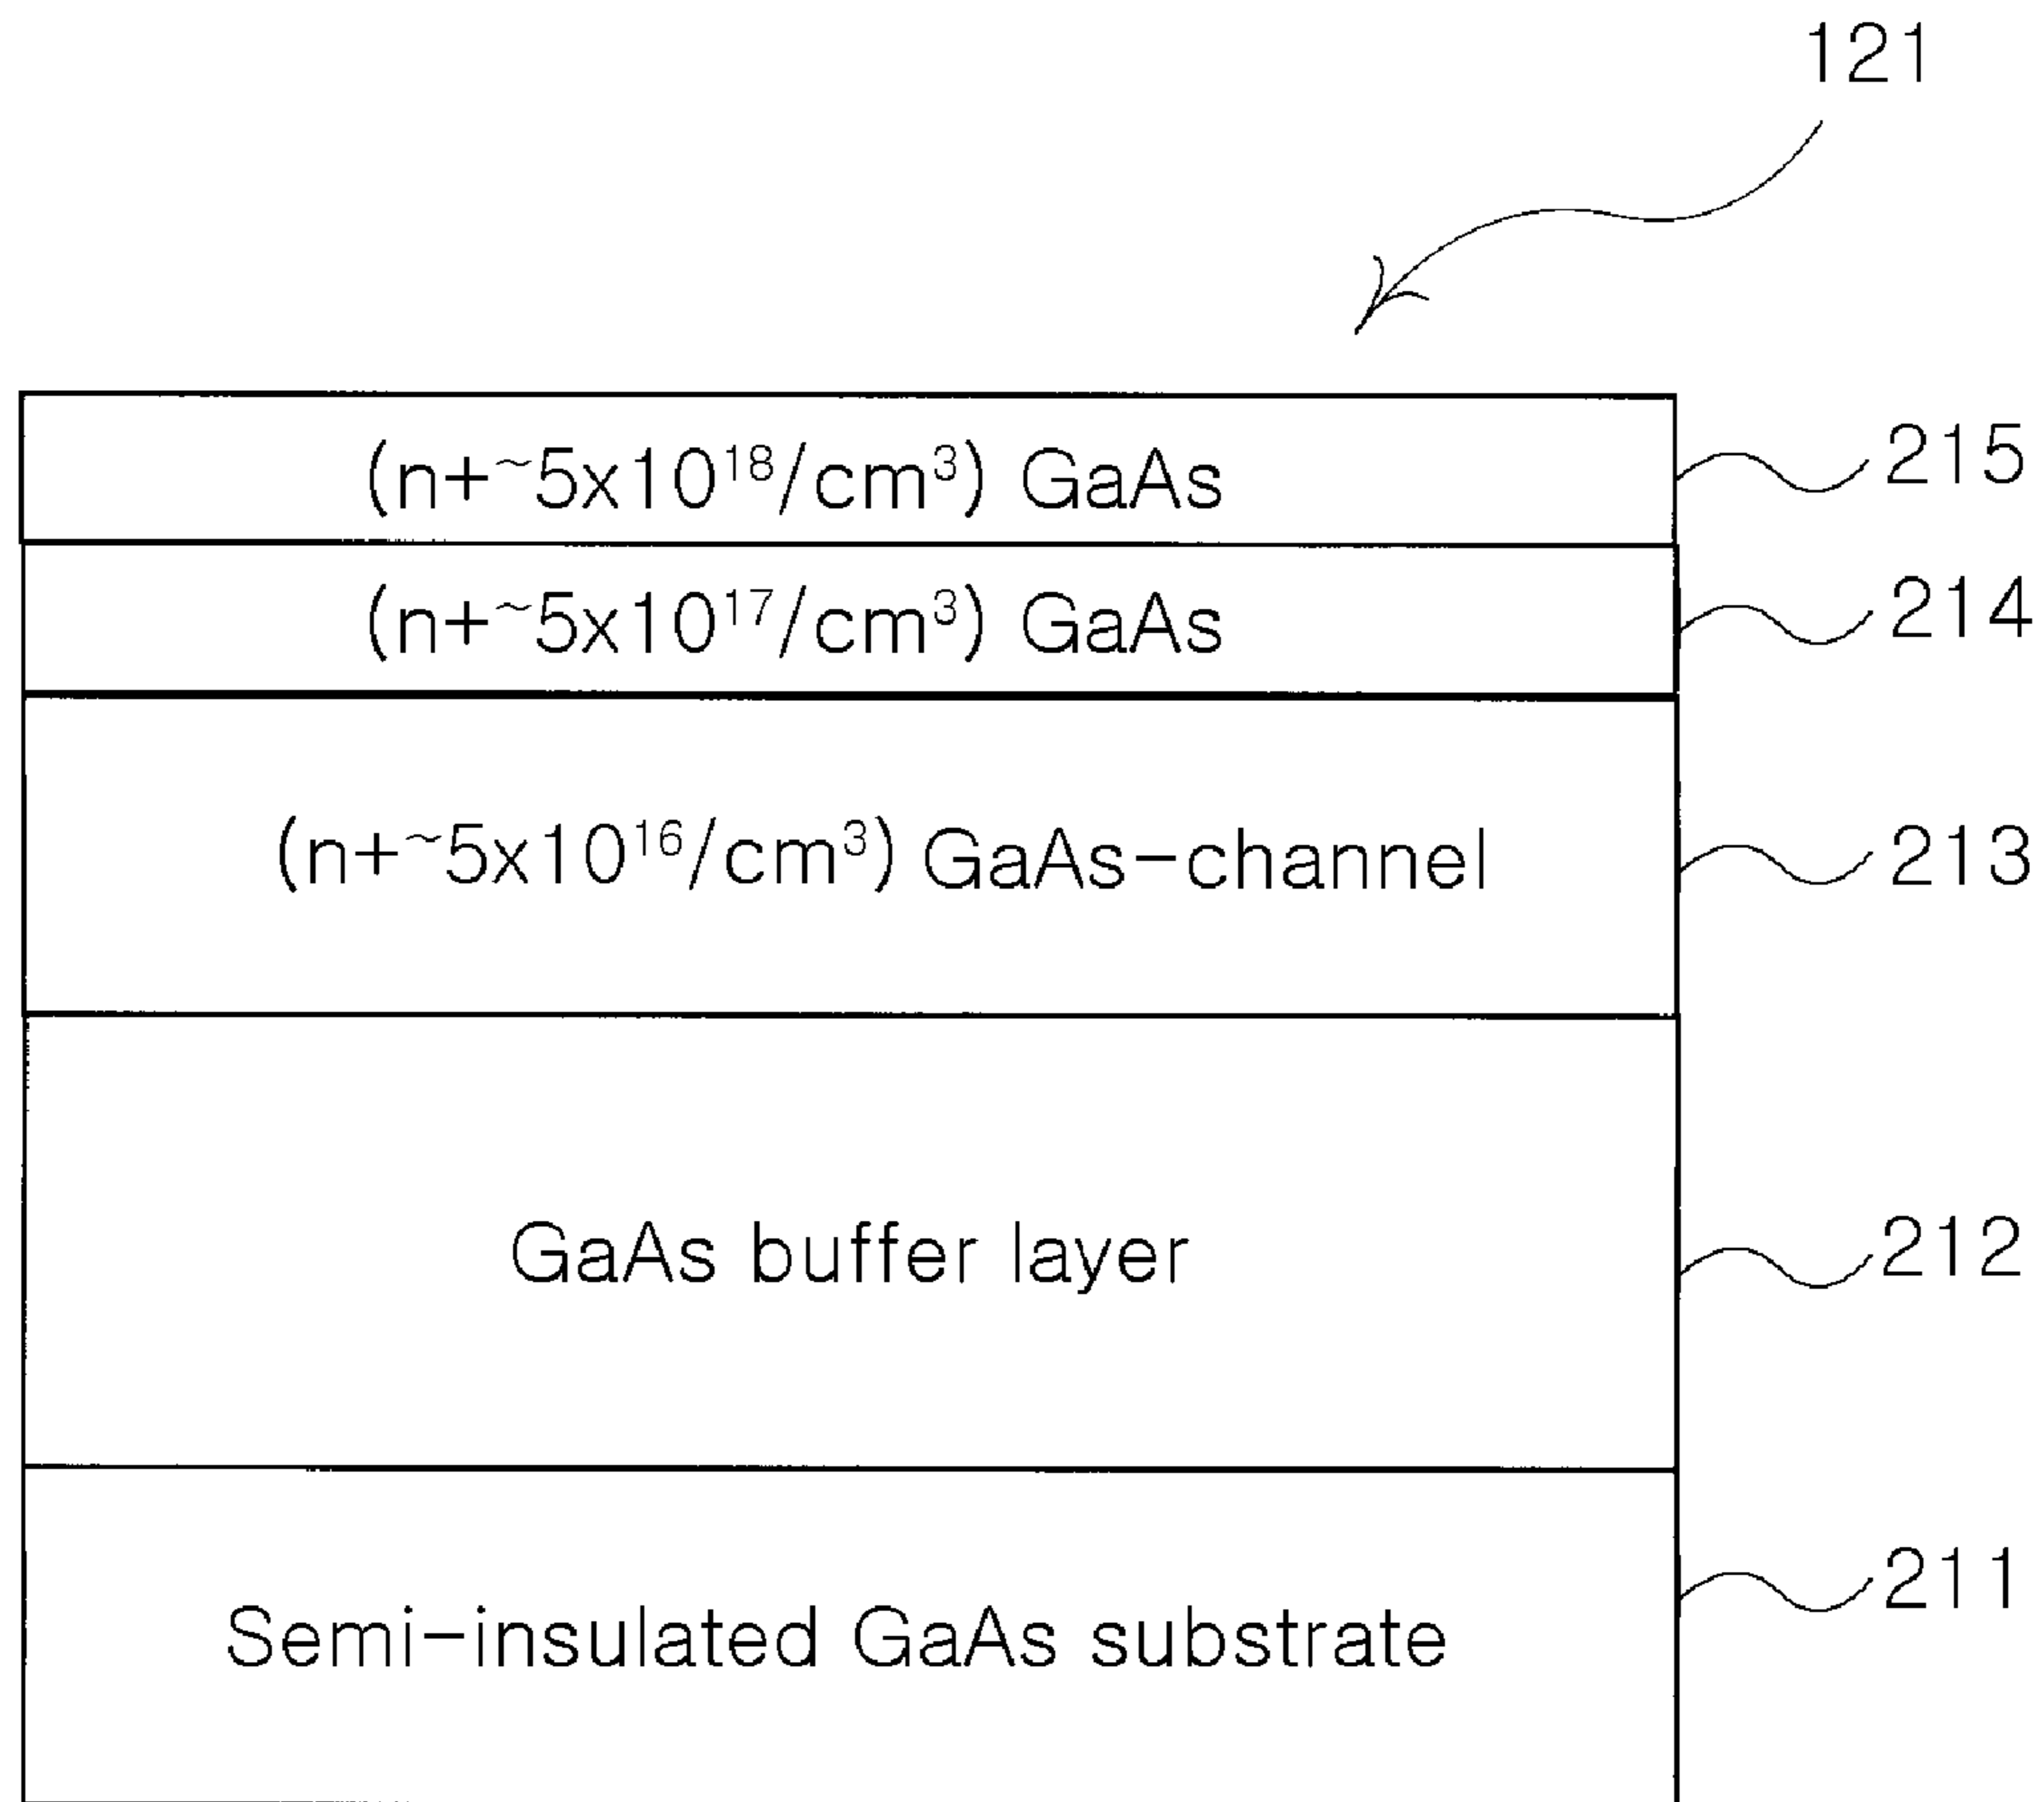 121
(n+~5x10¹⁸/cm³) GaAs 215
(n+~5x10¹⁷/cm³) GaAs 214
(n+~5x10¹⁶/cm³) GaAs-channel 213
GaAs buffer layer 212
Semi-insulated GaAs substrate 211